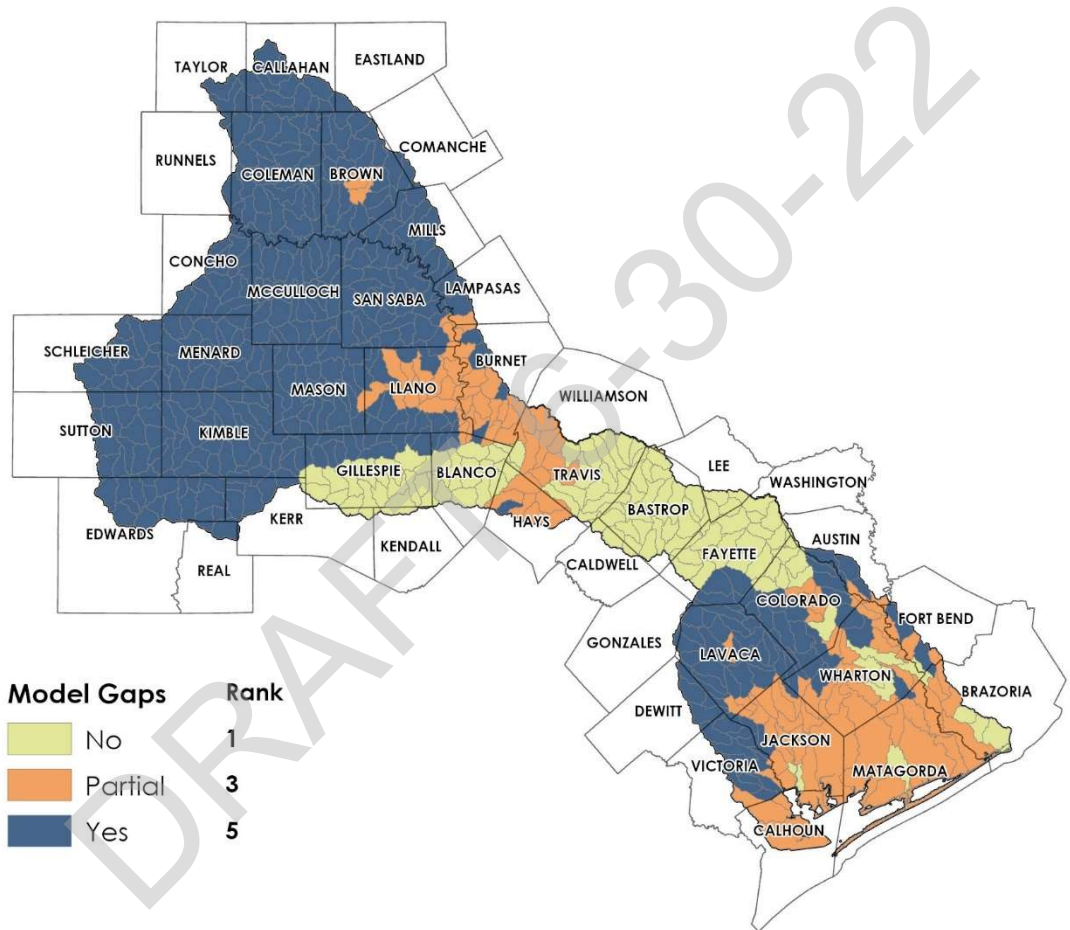 EASTLAND
TAYLOR
CALLAHAN
COMANCHE
RUNNELS
COLEMAN
BROWN
MILLS
CONCHO
MCCULLOCH
SAN SABA
LAMPASAS
SCHLEICHER
MENARD
BURNET
MASON
LLANO
WILLIAMSON
SUTTON
KIMBLE
GILLESPIE
BLANCO
TRAVIS
LEE
WASHINGTON
BASTROP
KERR
HAYS
EDWARDS
KENDALL
AUSTIN
FAYETTE
REAL
CALDWELL
COLORADO
FORT BEND
GONZALES
LAVACA
WHARTON
BRAZORIA
DEWITT
JACKSON
VICTORIA
MATAGORDA
CALHOUN
Model Gaps Rank
No 1
Partial 3
Yes 5
DRAFT 6-30-22